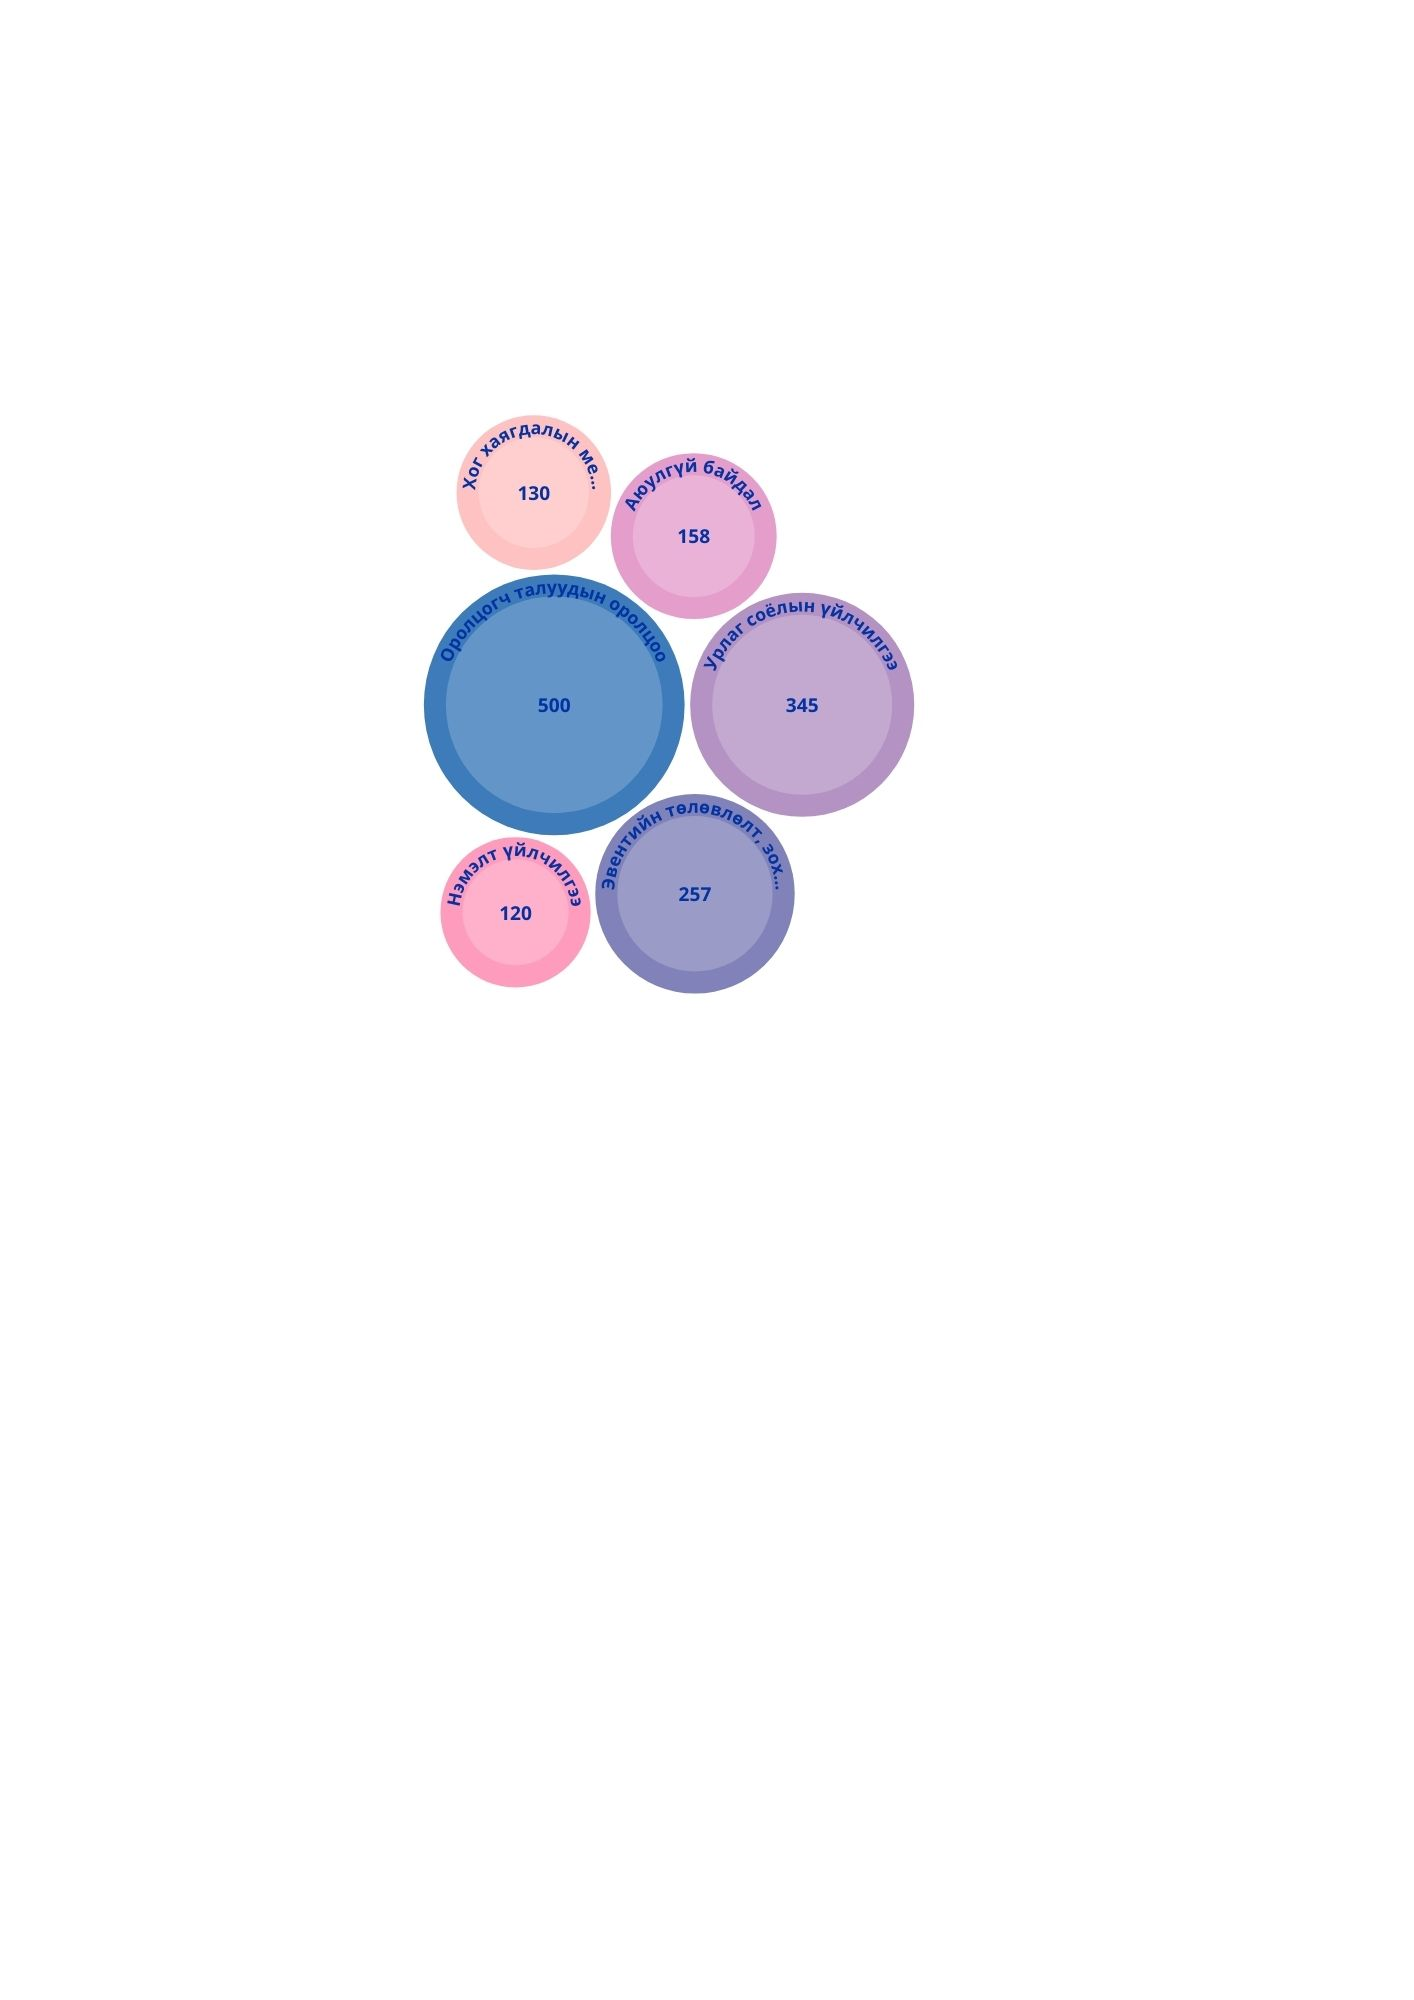 Хог хаягдалын ме...
130
Аюулгүй байдал
158
Оролцогч талуудын оролцоо
500
Урлаг соёлын үйлчилгээ
345
Эвентийн төлөвлөлт, зох...
257
Нэмэлт үйлчилгээ
120